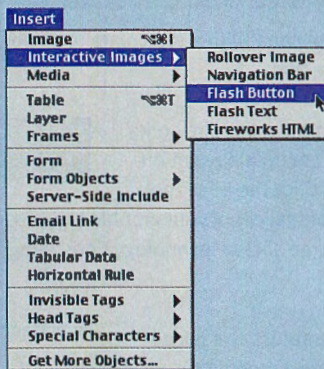 Insert
Image ⌥⌘I
Interactive Images ▶
Media ▶
Table ⌥⌘T
Layer
Frames ▶
Form
Form Objects ▶
Server-Side Include
Email Link
Date
Tabular Data
Horizontal Rule
Invisible Tags ▶
Head Tags ▶
Special Characters ▶
Get More Objects...
Rollover Image
Navigation Bar
Flash Button
Flash Text
Fireworks HTML